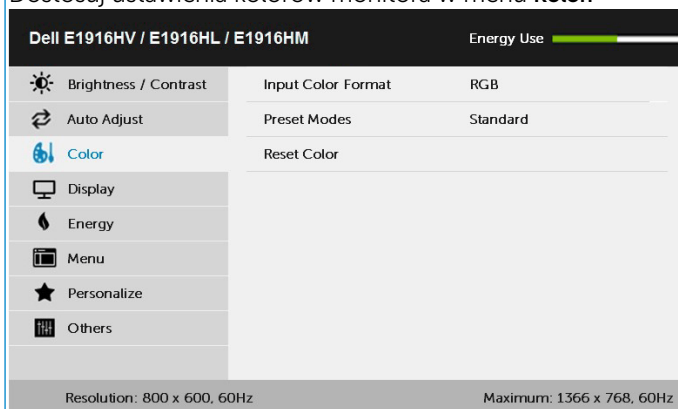 Dostosuj ustawienia kolorów monitora w menu Kolor.
Dell E1916HV / E1916HL / E1916HM Energy Use
Brightness / Contrast Input Color Format RGB
Auto Adjust Preset Modes Standard
Color Reset Color
Display
Energy
Menu
Personalize
Others
Resolution: 800 x 600, 60Hz Maximum: 1366 x 768, 60Hz